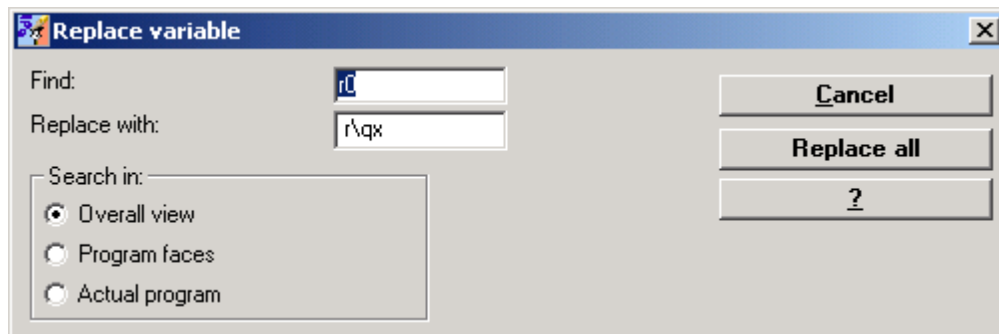 Replace variable
Find:
r0
Replace with:
r\qx
Cancel
Replace all
?
Search in:
Overall view
Program faces
Actual program